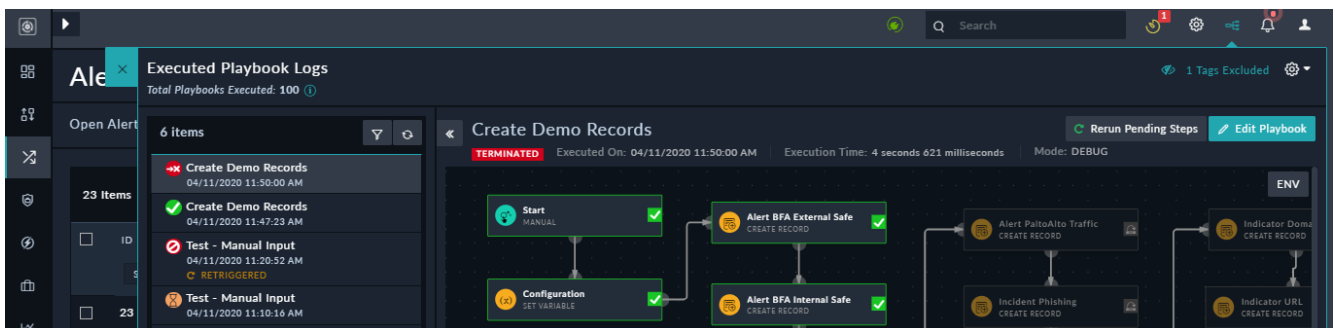 1
Search
Ale
Executed Playbook Logs
Total Playbooks Executed: 100
1 Tags Excluded
Open Alert
6 items
Create Demo Records
Rerun Pending Steps
Edit Playbook
TERMINATED Executed On: 04/11/2020 11:50:00 AM Execution Time: 4 seconds 621 milliseconds Mode: DEBUG
23 Items
ID
23
Create Demo Records
04/11/2020 11:50:00 AM
Create Demo Records
04/11/2020 11:47:23 AM
Test - Manual Input
04/11/2020 11:20:52 AM
RETRIGGERED
Test - Manual Input
04/11/2020 11:10:16 AM
ENV
Start
MANUAL
Configuration
SET VARIABLE
(x)
Alert BFA External Safe
CREATE RECORD
Alert BFA Internal Safe
CREATE RECORD
Alert PaltoAlto Traffic
CREATE RECORD
Incident Phishing
CREATE RECORD
Indicator Doma
CREATE RECORD
Indicator URL
CREATE RECORD